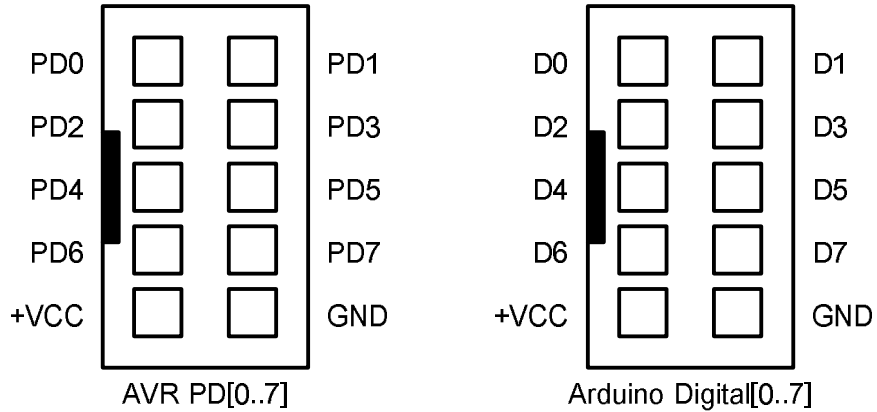 PD0 PD1 D0 D1
PD2 PD3 D2 D3
PD4 PD5 D4 D5
PD6 PD7 D6 D7
+VCC GND +VCC GND
AVR PD[0..7] Arduino Digital[0..7]